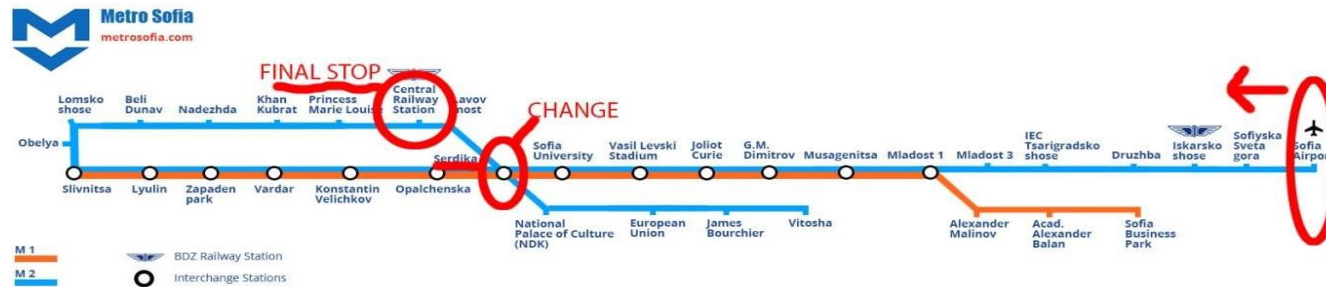 Metro Sofia
metrosofia.com
FINAL STOP
CHANGE
Lomsko
shose
Beli
Dunav
Nadezhda
Khan
Kubrat
Princess
Marie Louise
Central
Railway
Station
Lavov
most
Obelya
Serdika
Sofia
University
Vasil Levski
Stadium
Joliot
Curie
G.M.
Dimitrov
Musagenitsa
Mladost 1
Mladost 3
IEC
Tsarigradsko
shose
Druzhba
Iskarsko
shose
Sofiyska
Sveta
gora
Sofia
Airport
Slivnitsa
Lyulin
Zapaden
park
Vardar
Konstantin
Velichkov
Opalchenska
National
Palace of Culture
(NDK)
European
Union
James
Bourchier
Vitosha
Alexander
Malinov
Acad.
Alexander
Balan
Sofia
Business
Park
M 1
M 2
BDZ Railway Station
Interchange Stations